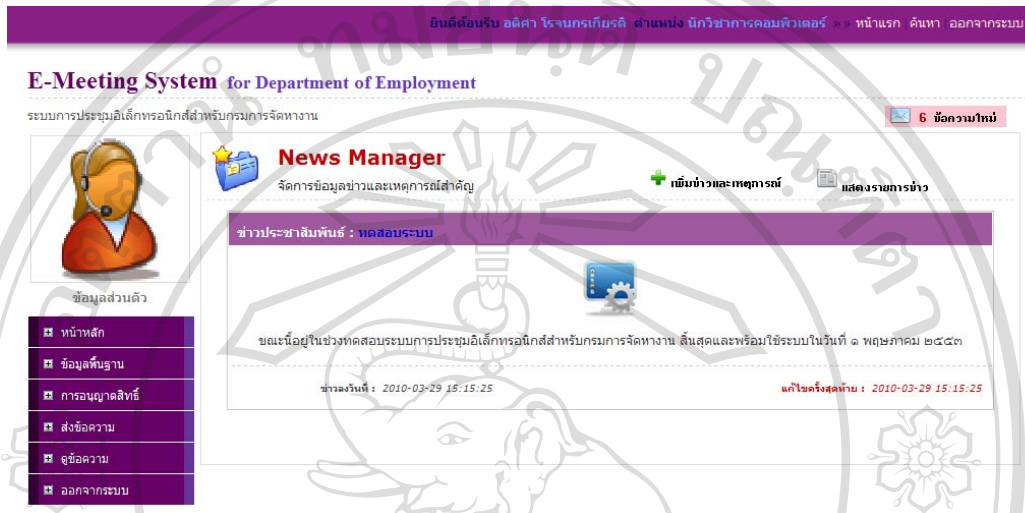 ยินดีต้อนรับ อดิศา โรจนกรเกียรติ ตำแหน่ง นักวิชาการคอมพิวเตอร์ »» หน้าแรก | ค้นหา | ออกจากระบบ
E-Meeting System for Department of Employment
ระบบการประชุมอิเล็กทรอนิกส์สำหรับกรมการจัดหางาน
6 ข้อความใหม่
News Manager
จัดการข้อมูลข่าวและเหตุการณ์สำคัญ
เพิ่มข่าวและเหตุการณ์
แสดงรายการข่าว
ข่าวประชาสัมพันธ์ : ทดสอบระบบ
ขณะนี้อยู่ในช่วงทดสอบระบบการประชุมอิเล็กทรอนิกส์สำหรับกรมการจัดหางาน สิ้นสุดและพร้อมใช้ระบบในวันที่ ๑ พฤษภาคม ๒๕๕๓
ข่าวลงวันที่ : 2010-03-29 15:15:25
แก้ไขครั้งสุดท้าย : 2010-03-29 15:15:25
ข้อมูลส่วนตัว
หน้าหลัก
ข้อมูลพื้นฐาน
การอนุญาตสิทธิ์
ส่งข้อความ
ดูข้อความ
ออกจากระบบ